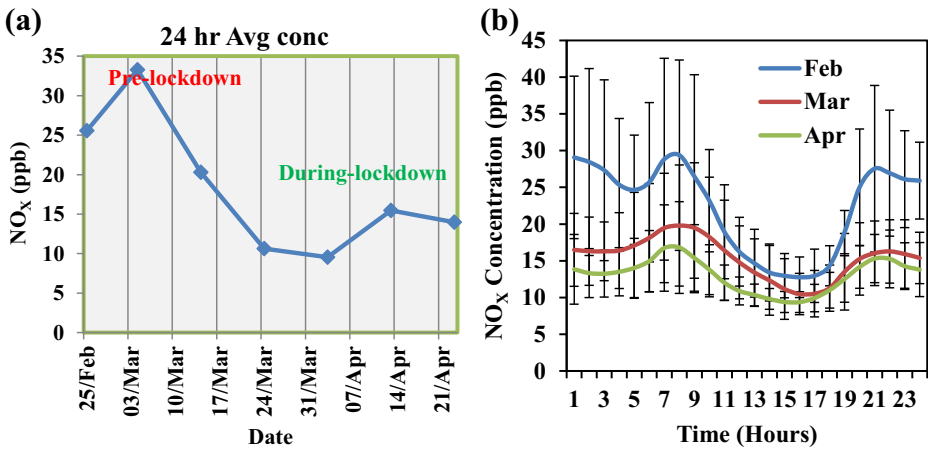 (a)
24 hr Avg conc
Pre-lockdown
During-lockdown
NOX (ppb)
35
30
25
20
15
10
5
0
25/Feb
03/Mar
10/Mar
17/Mar
24/Mar
31/Mar
07/Apr
14/Apr
21/Apr
Date
(b)
Feb
Mar
Apr
NOX Concentration (ppb)
45
40
35
30
25
20
15
10
5
0
1 3 5 7 9 11 13 15 17 19 21 23
Time (Hours)